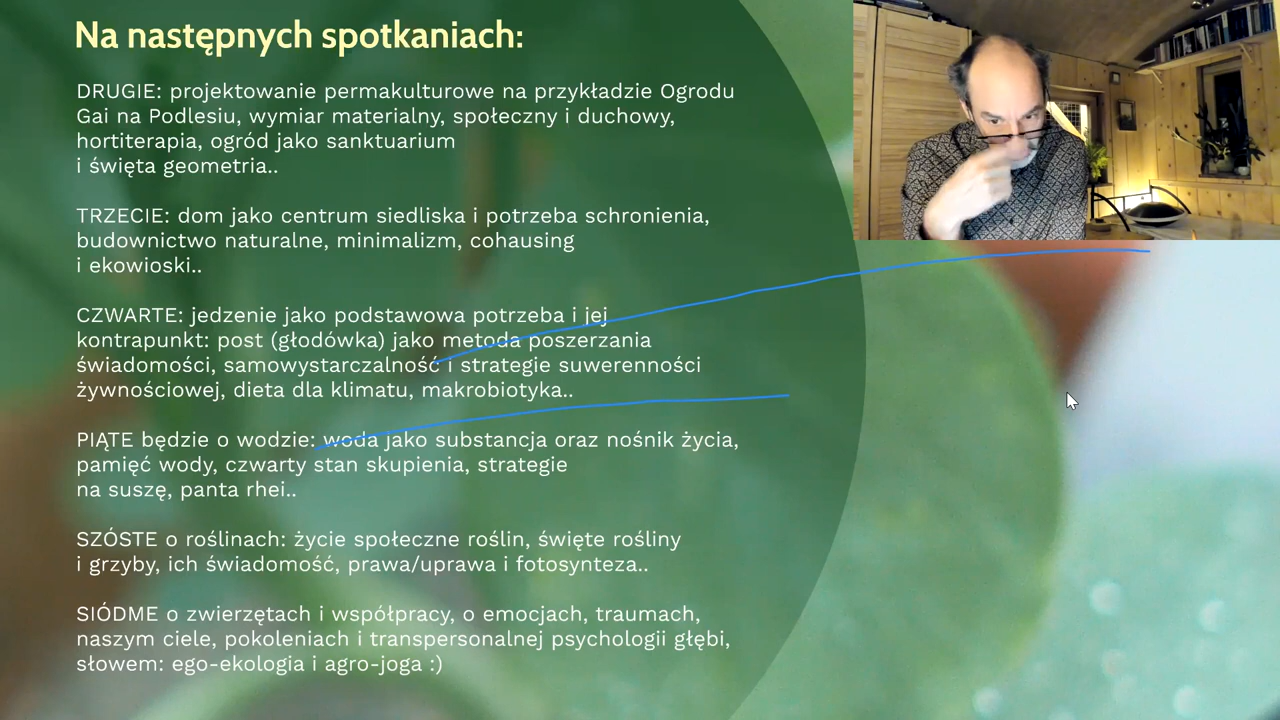 Na następnych spotkaniach:
DRUGIE: projektowanie permakulturowe na przykładzie Ogrodu
Gai na Podlesiu, wymiar materialny, społeczny i duchowy,
hortiterapia, ogród jako sanktuarium
i święta geometria..
TRZECIE: dom jako centrum siedliska i potrzeba schronienia,
budownictwo naturalne, minimalizm, cohausing
i ekowioski..
CZWARTE: jedzenie jako podstawowa potrzeba i jej
kontrapunkt: post (głodówka) jako metoda poszerzania
świadomości, samowystarczalność i strategie suwerenności
żywnościowej, dieta dla klimatu, makrobiotyka..
PIĄTE będzie o wodzie: woda jako substancja oraz nośnik życia,
pamięć wody, czwarty stan skupienia, strategie
na suszę, panta rhei..
SZÓSTE o roślinach: życie społeczne roślin, święte rośliny
i grzyby, ich świadomość, prawa/uprawa i fotosynteza..
SIÓDME o zwierzętach i współpracy, o emocjach, traumach,
naszym ciele, pokoleniach i transpersonalnej psychologii głębi,
słowem: ego-ekologia i agro-joga :)